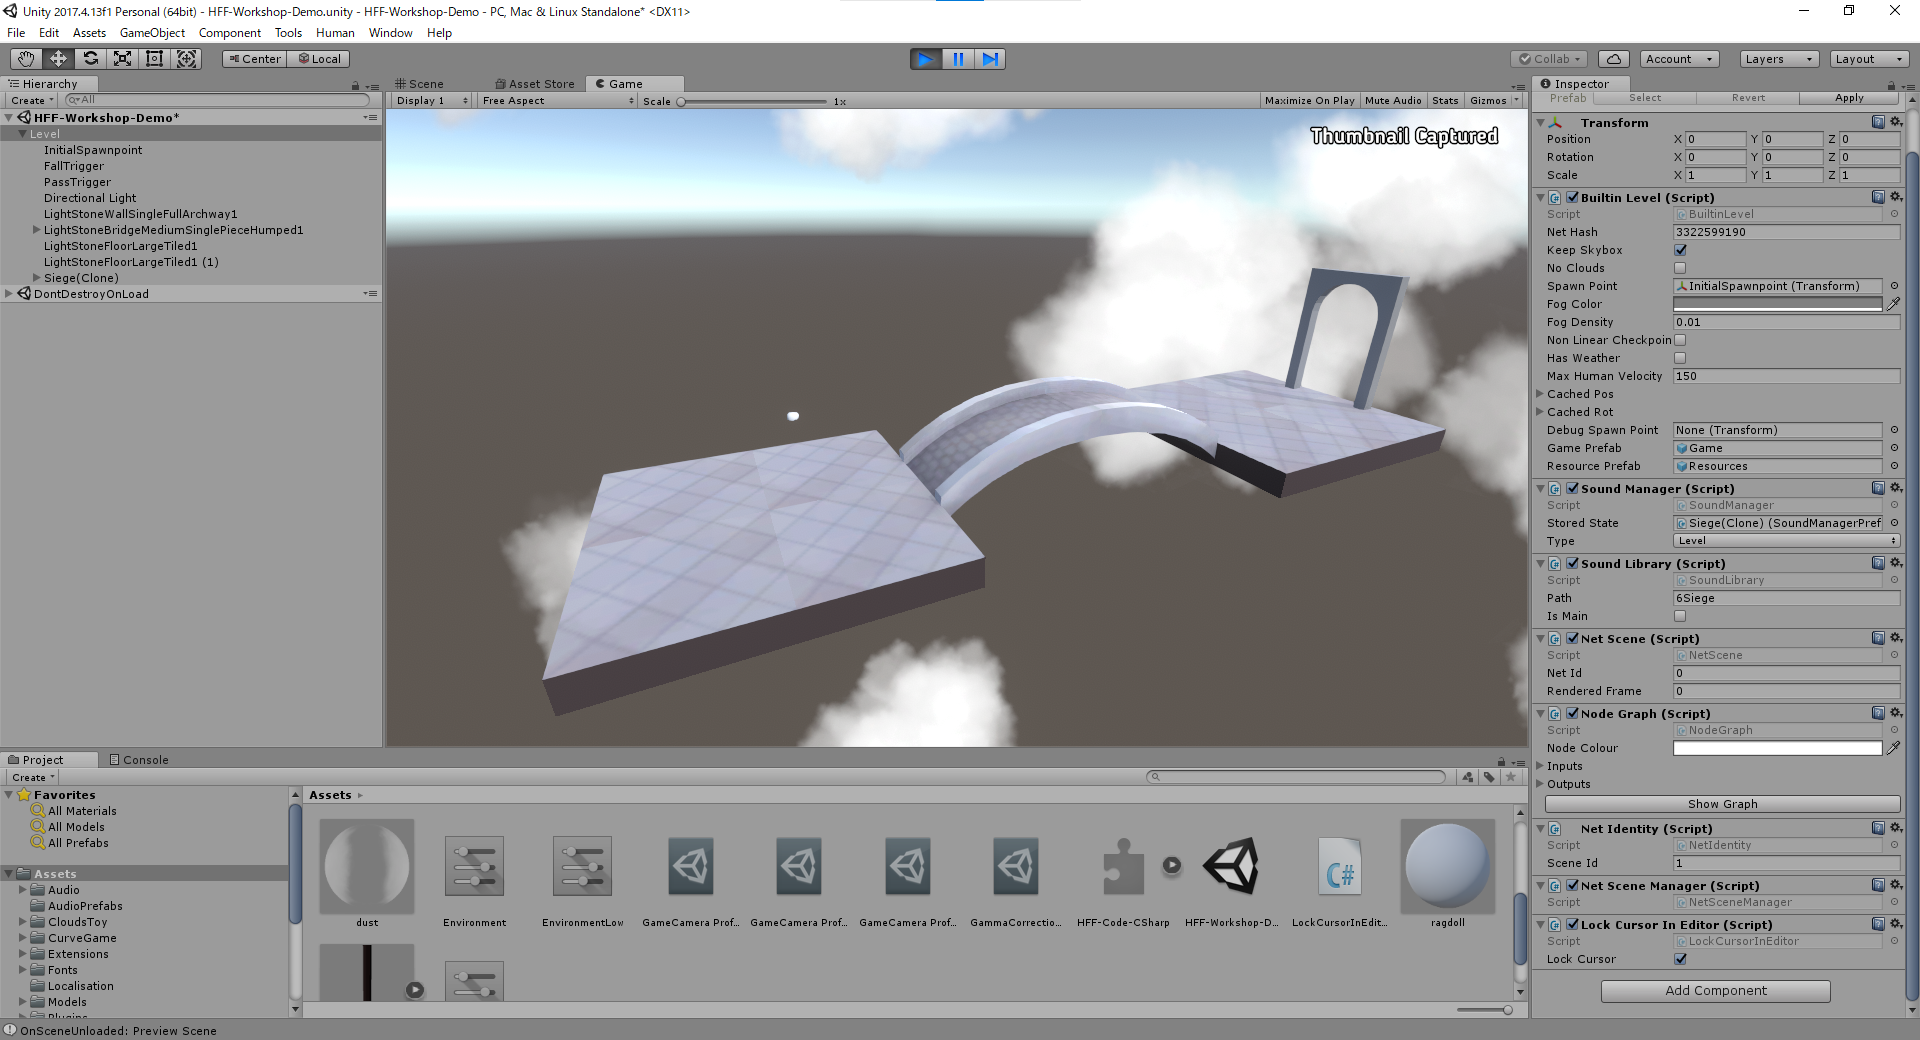 Unity 2017.4.13f1 Personal (64bit) - HFF-Workshop-Demo.unity - HFF-Workshop-Demo - PC, Mac & Linux Standalone* <DX11>
File Edit Assets GameObject Component Tools Human Window Help
Center Local Collab Account Layers Layout
Hierarchy
Create All
HFF-Workshop-Demo*
Level
InitialSpawnpoint
FallTrigger
PassTrigger
Directional Light
LightStoneWallSingleFullArchway1
LightStoneBridgeMediumSinglePieceHumped1
LightStoneFloorLargeTiled1
LightStoneFloorLargeTiled1 (1)
Siege(Clone)
DontDestroyOnLoad
Scene Asset Store Game
Display 1 Free Aspect Scale 1x Maximize On Play Mute Audio Stats Gizmos
Thumbnail Captured
Inspector
Prefab Select Revert Apply
Transform
Position X 0 Y 0 Z 0
Rotation X 0 Y 0 Z 0
Scale X 1 Y 1 Z 1
Builtin Level (Script)
Script BuiltinLevel
Net Hash 3322599190
Keep Skybox
No Clouds
Spawn Point InitialSpawnpoint (Transform)
Fog Color
Fog Density 0.01
Non Linear Checkpoin
Has Weather
Max Human Velocity 150
Cached Pos
Cached Rot
Debug Spawn Point None (Transform)
Game Prefab Game
Resource Prefab Resources
Sound Manager (Script)
Script SoundManager
Stored State Siege(Clone) (SoundManagerPref
Type Level
Sound Library (Script)
Script SoundLibrary
Path 6Siege
Is Main
Net Scene (Script)
Script NetScene
Net Id 0
Rendered Frame 0
Node Graph (Script)
Script NodeGraph
Node Colour
Inputs
Outputs
Show Graph
Net Identity (Script)
Script NetIdentity
Scene Id 1
Net Scene Manager (Script)
Script NetSceneManager
Lock Cursor In Editor (Script)
Script LockCursorInEditor
Lock Cursor
Add Component
Project Console
Create
Favorites
All Materials
All Models
All Prefabs
Assets
Audio
AudioPrefabs
CloudsToy
CurveGame
Extensions
Fonts
Localisation
Models
Plugins
Assets
dust Environment EnvironmentLow GameCamera Prof... GameCamera Prof... GameCamera Prof... GammaCorrectio... HFF-Code-CSharp HFF-Workshop-D... LockCursorInEdit... ragdoll
C#
OnSceneUnloaded: Preview Scene